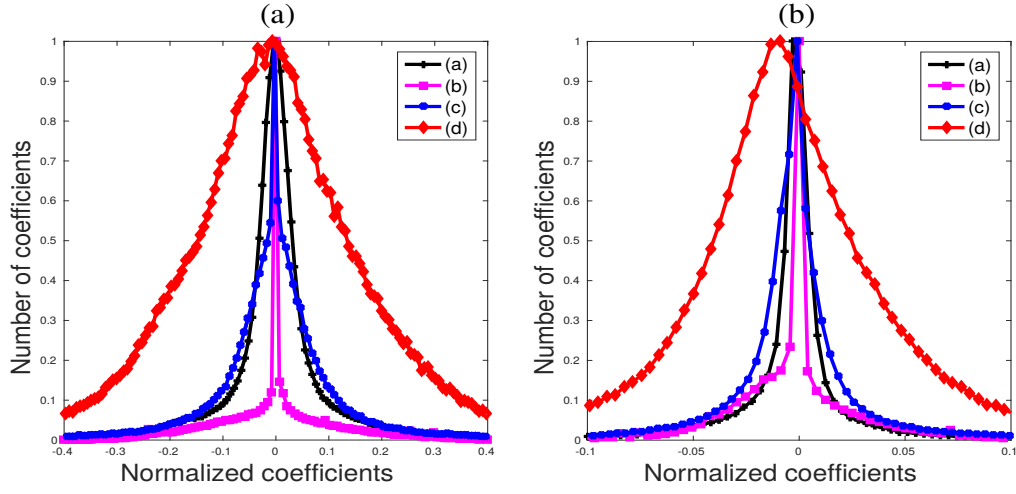 (a)
1
0.9
0.8
0.7
0.6
0.5
0.4
0.3
0.2
0.1
0
-0.4 -0.3 -0.2 -0.1 0 0.1 0.2 0.3 0.4
Number of coefficients
Normalized coefficients
(a)
(b)
(c)
(d)
(b)
1
0.9
0.8
0.7
0.6
0.5
0.4
0.3
0.2
0.1
0
-0.1 -0.05 0 0.05 0.1
Number of coefficients
Normalized coefficients
(a)
(b)
(c)
(d)